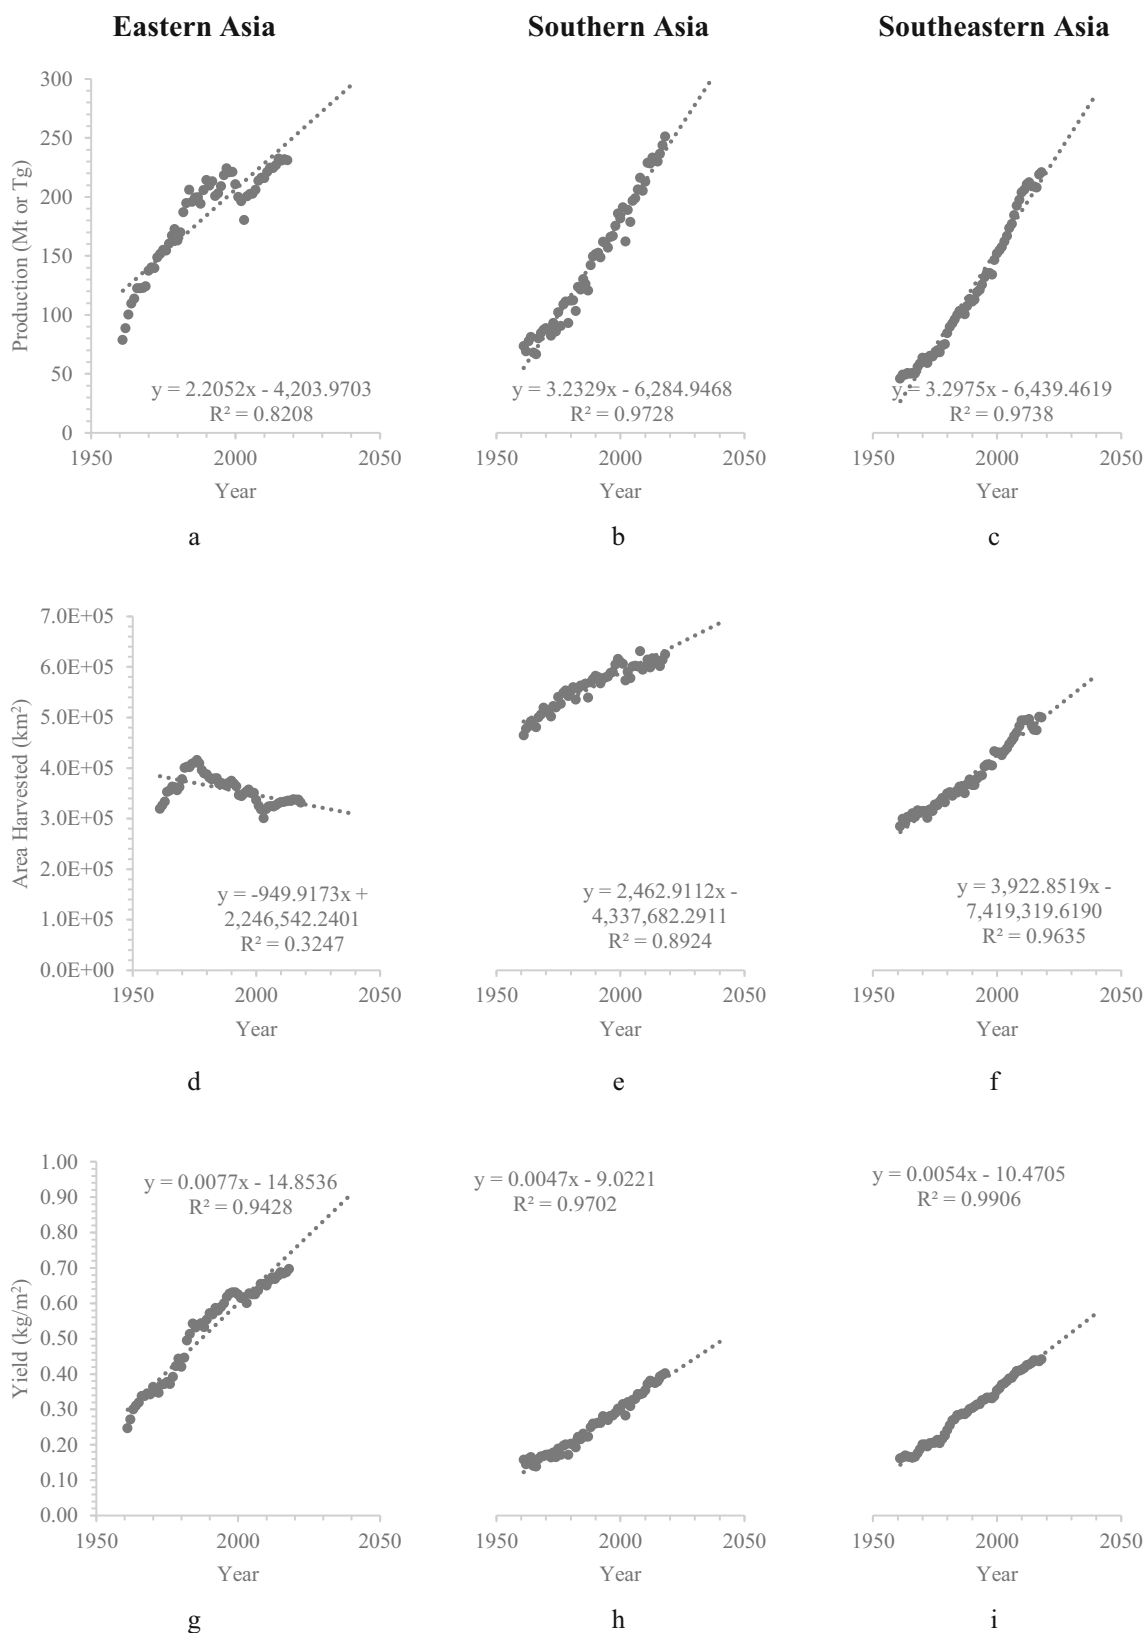 Eastern Asia Southern Asia Southeastern Asia
300
250
200
150
100
50
0
Production (Mt or Tg)
y = 2.2052x - 4,203.9703
R² = 0.8208
1950 2000 2050
Year
a
y = 3.2329x - 6,284.9468
R² = 0.9728
1950 2000 2050
Year
b
y = 3.2975x - 6,439.4619
R² = 0.9738
1950 2000 2050
Year
c
7.0E+05
6.0E+05
5.0E+05
4.0E+05
3.0E+05
2.0E+05
1.0E+05
0.0E+00
Area Harvested (km²)
y = -949.9173x +
2,246,542.2401
R² = 0.3247
1950 2000 2050
Year
d
y = 2,462.9112x -
4,337,682.2911
R² = 0.8924
1950 2000 2050
Year
e
y = 3,922.8519x -
7,419,319.6190
R² = 0.9635
1950 2000 2050
Year
f
1.00
0.90
0.80
0.70
0.60
0.50
0.40
0.30
0.20
0.10
0.00
Yield (kg/m²)
y = 0.0077x - 14.8536
R² = 0.9428
1950 2000 2050
Year
g
y = 0.0047x - 9.0221
R² = 0.9702
1950 2000 2050
Year
h
y = 0.0054x - 10.4705
R² = 0.9906
1950 2000 2050
Year
i